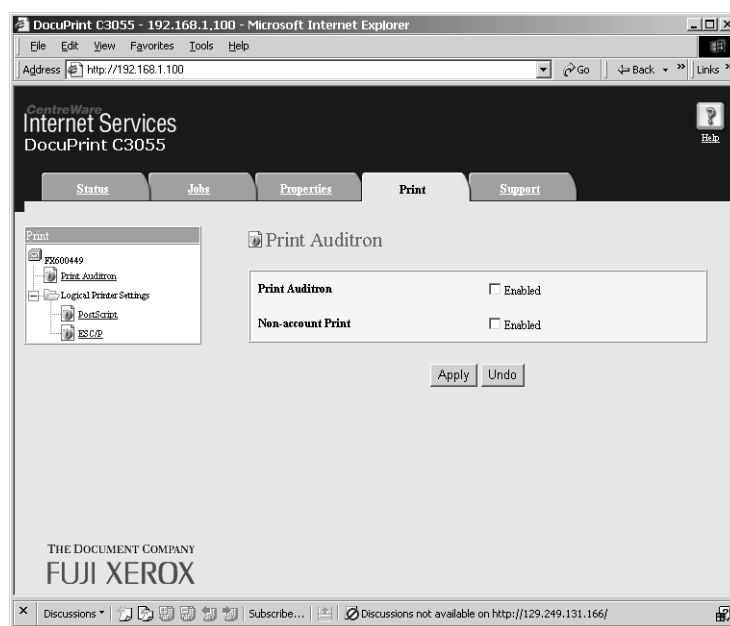 DocuPrint C3055 - 192.168.1,100 - Microsoft Internet Explorer
File Edit View Favorites Tools Help
Address http://192.168.1.100 Go Back » Links »
CentreWare
Internet Services
DocuPrint C3055
Help
Status Jobs Properties Print Support
Print
FX600449
Print Auditron
Logical Printer Settings
PostScript
ESC/P
Print Auditron
Print Auditron Enabled
Non-account Print Enabled
Apply Undo
THE DOCUMENT COMPANY
FUJI XEROX
Discussions Subscribe... Discussions not available on http://129.249.131.166/